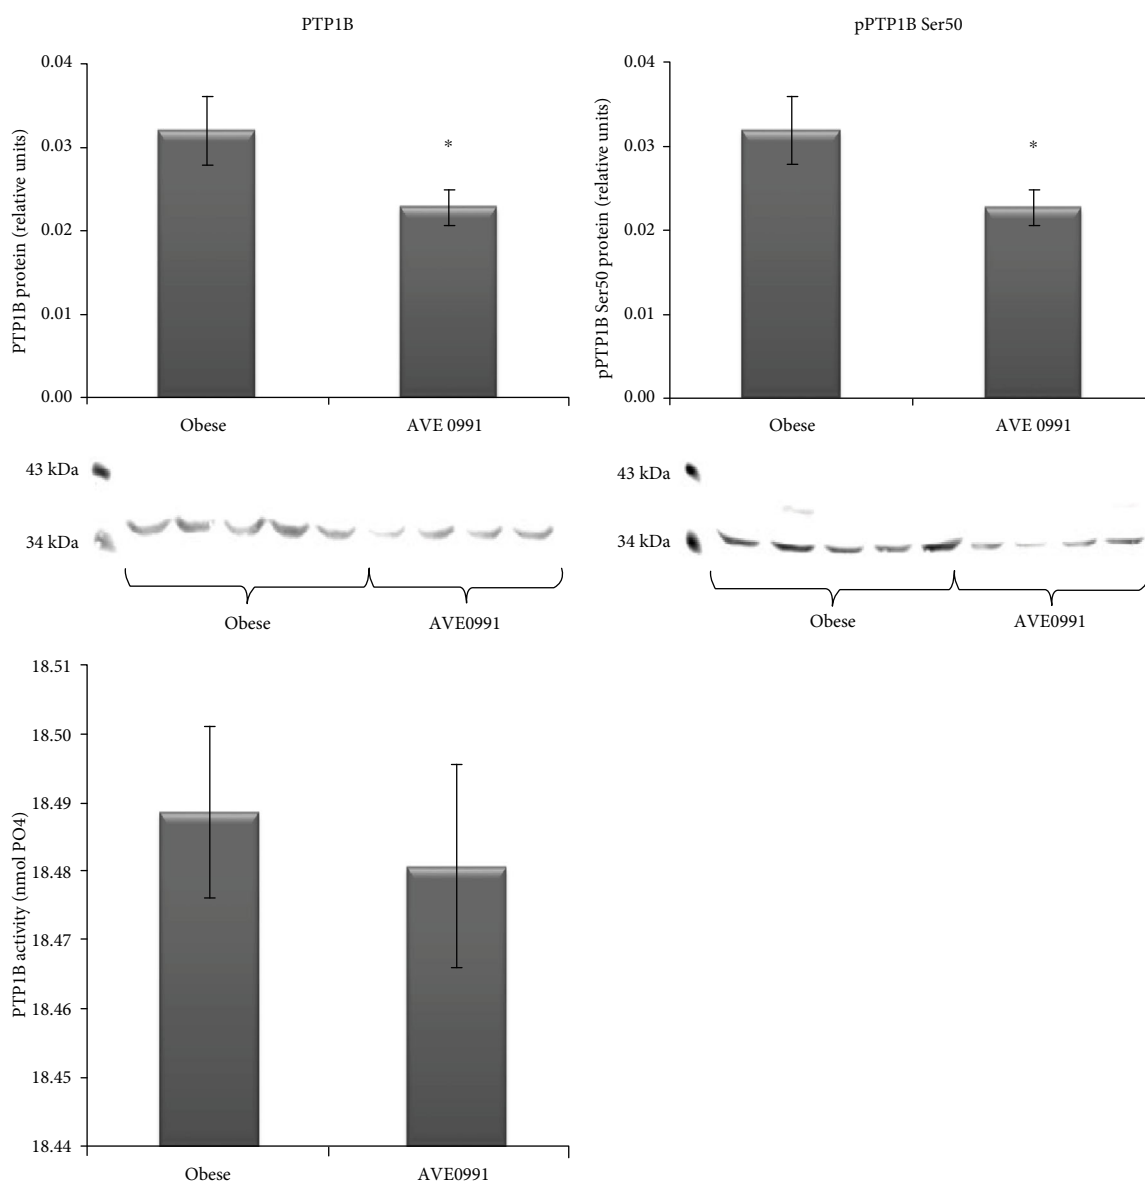 PTP1B
PTP1B protein (relative units)
0.04
0.03
0.02
0.01
0.00
*
Obese
AVE 0991
43 kDa
34 kDa
Obese
AVE0991
pPTP1B Ser50
pPTP1B Ser50 protein (relative units)
0.04
0.03
0.02
0.01
0.00
*
Obese
AVE 0991
43 kDa
34 kDa
Obese
AVE0991
PTP1B activity (nmol PO4)
18.51
18.50
18.49
18.48
18.47
18.46
18.45
18.44
Obese
AVE0991